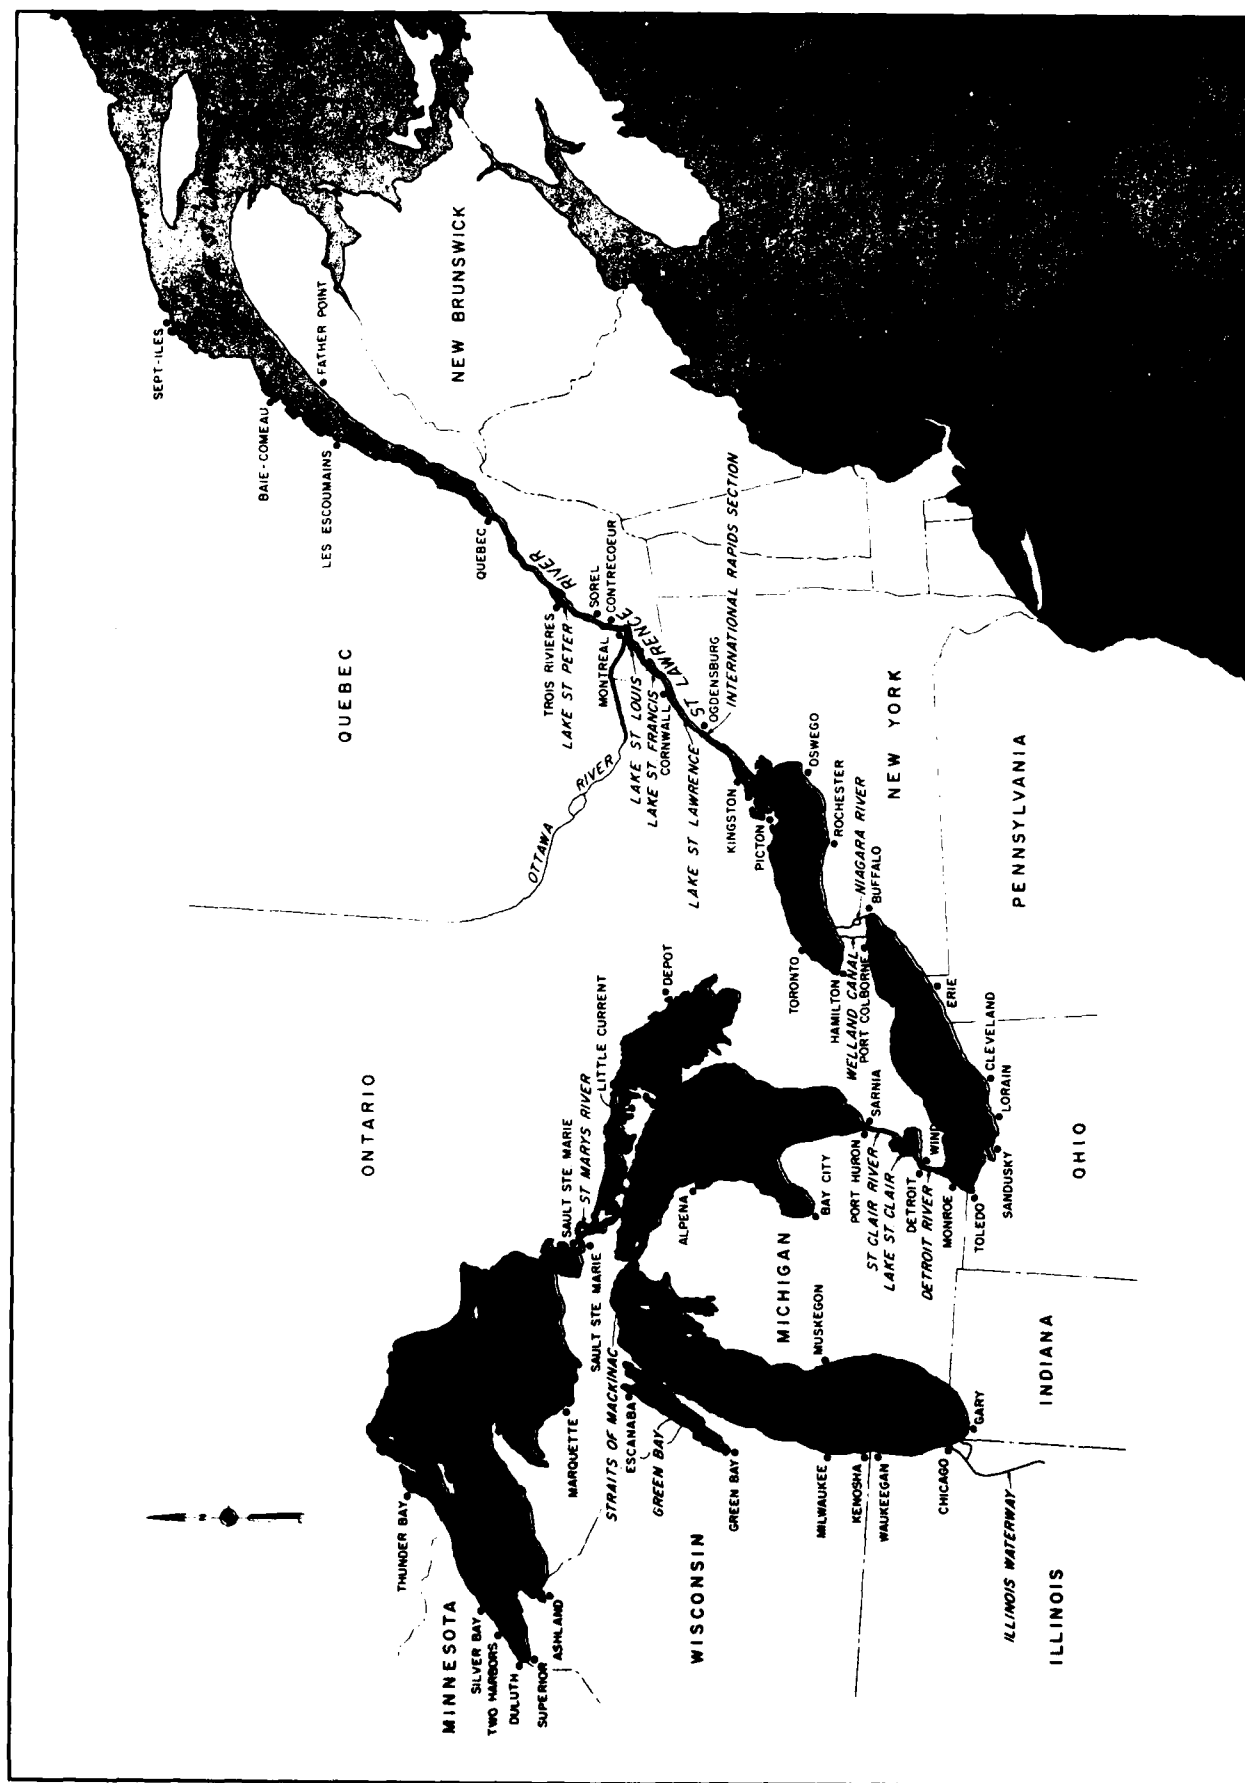 SEPT-ILES
BAIE-COMEAU
FATHER POINT
LES ESCOUMAINS
NEW BRUNSWICK
QUEBEC
QUEBEC
TROIS RIVIERES
LAKE ST PETER
SOREL
CONTRECOEUR
MONTREAL
ST LAWRENCE RIVER
LAKE ST LOUIS
LAKE ST FRANCIS
CORNWALL
OTTAWA RIVER
LAKE ST LAWRENCE
OGDENSBURG
INTERNATIONAL RAPIDS SECTION
KINGSTON
PICTON
OSWEGO
ROCHESTER
NEW YORK
NIAGARA RIVER
BUFFALO
PENNSYLVANIA
TORONTO
HAMILTON
WELLAND CANAL
PORT COLBORNE
ERIE
CLEVELAND
LORAIN
SANDUSKY
OHIO
ONTARIO
DEPOT
LITTLE CURRENT
ST MARYS RIVER
SAULT STE MARIE
SAULT STE MARIE
ALPENA
BAY CITY
SARNIA
PORT HURON
ST CLAIR RIVER
LAKE ST CLAIR
WIND
DETROIT
DETROIT RIVER
MONROE
TOLEDO
MICHIGAN
MUSKEGON
STRAITS OF MACKINAC
MARQUETTE
ESCANABA
GREEN BAY
GREEN BAY
MILWAUKEE
KENOSHA
WAUKEEGAN
CHICAGO
GARY
INDIANA
ILLINOIS WATERWAY
ILLINOIS
WISCONSIN
THUNDER BAY
MINNESOTA
SILVER BAY
TWO HARBORS
DULUTH
SUPERIOR
ASHLAND
N